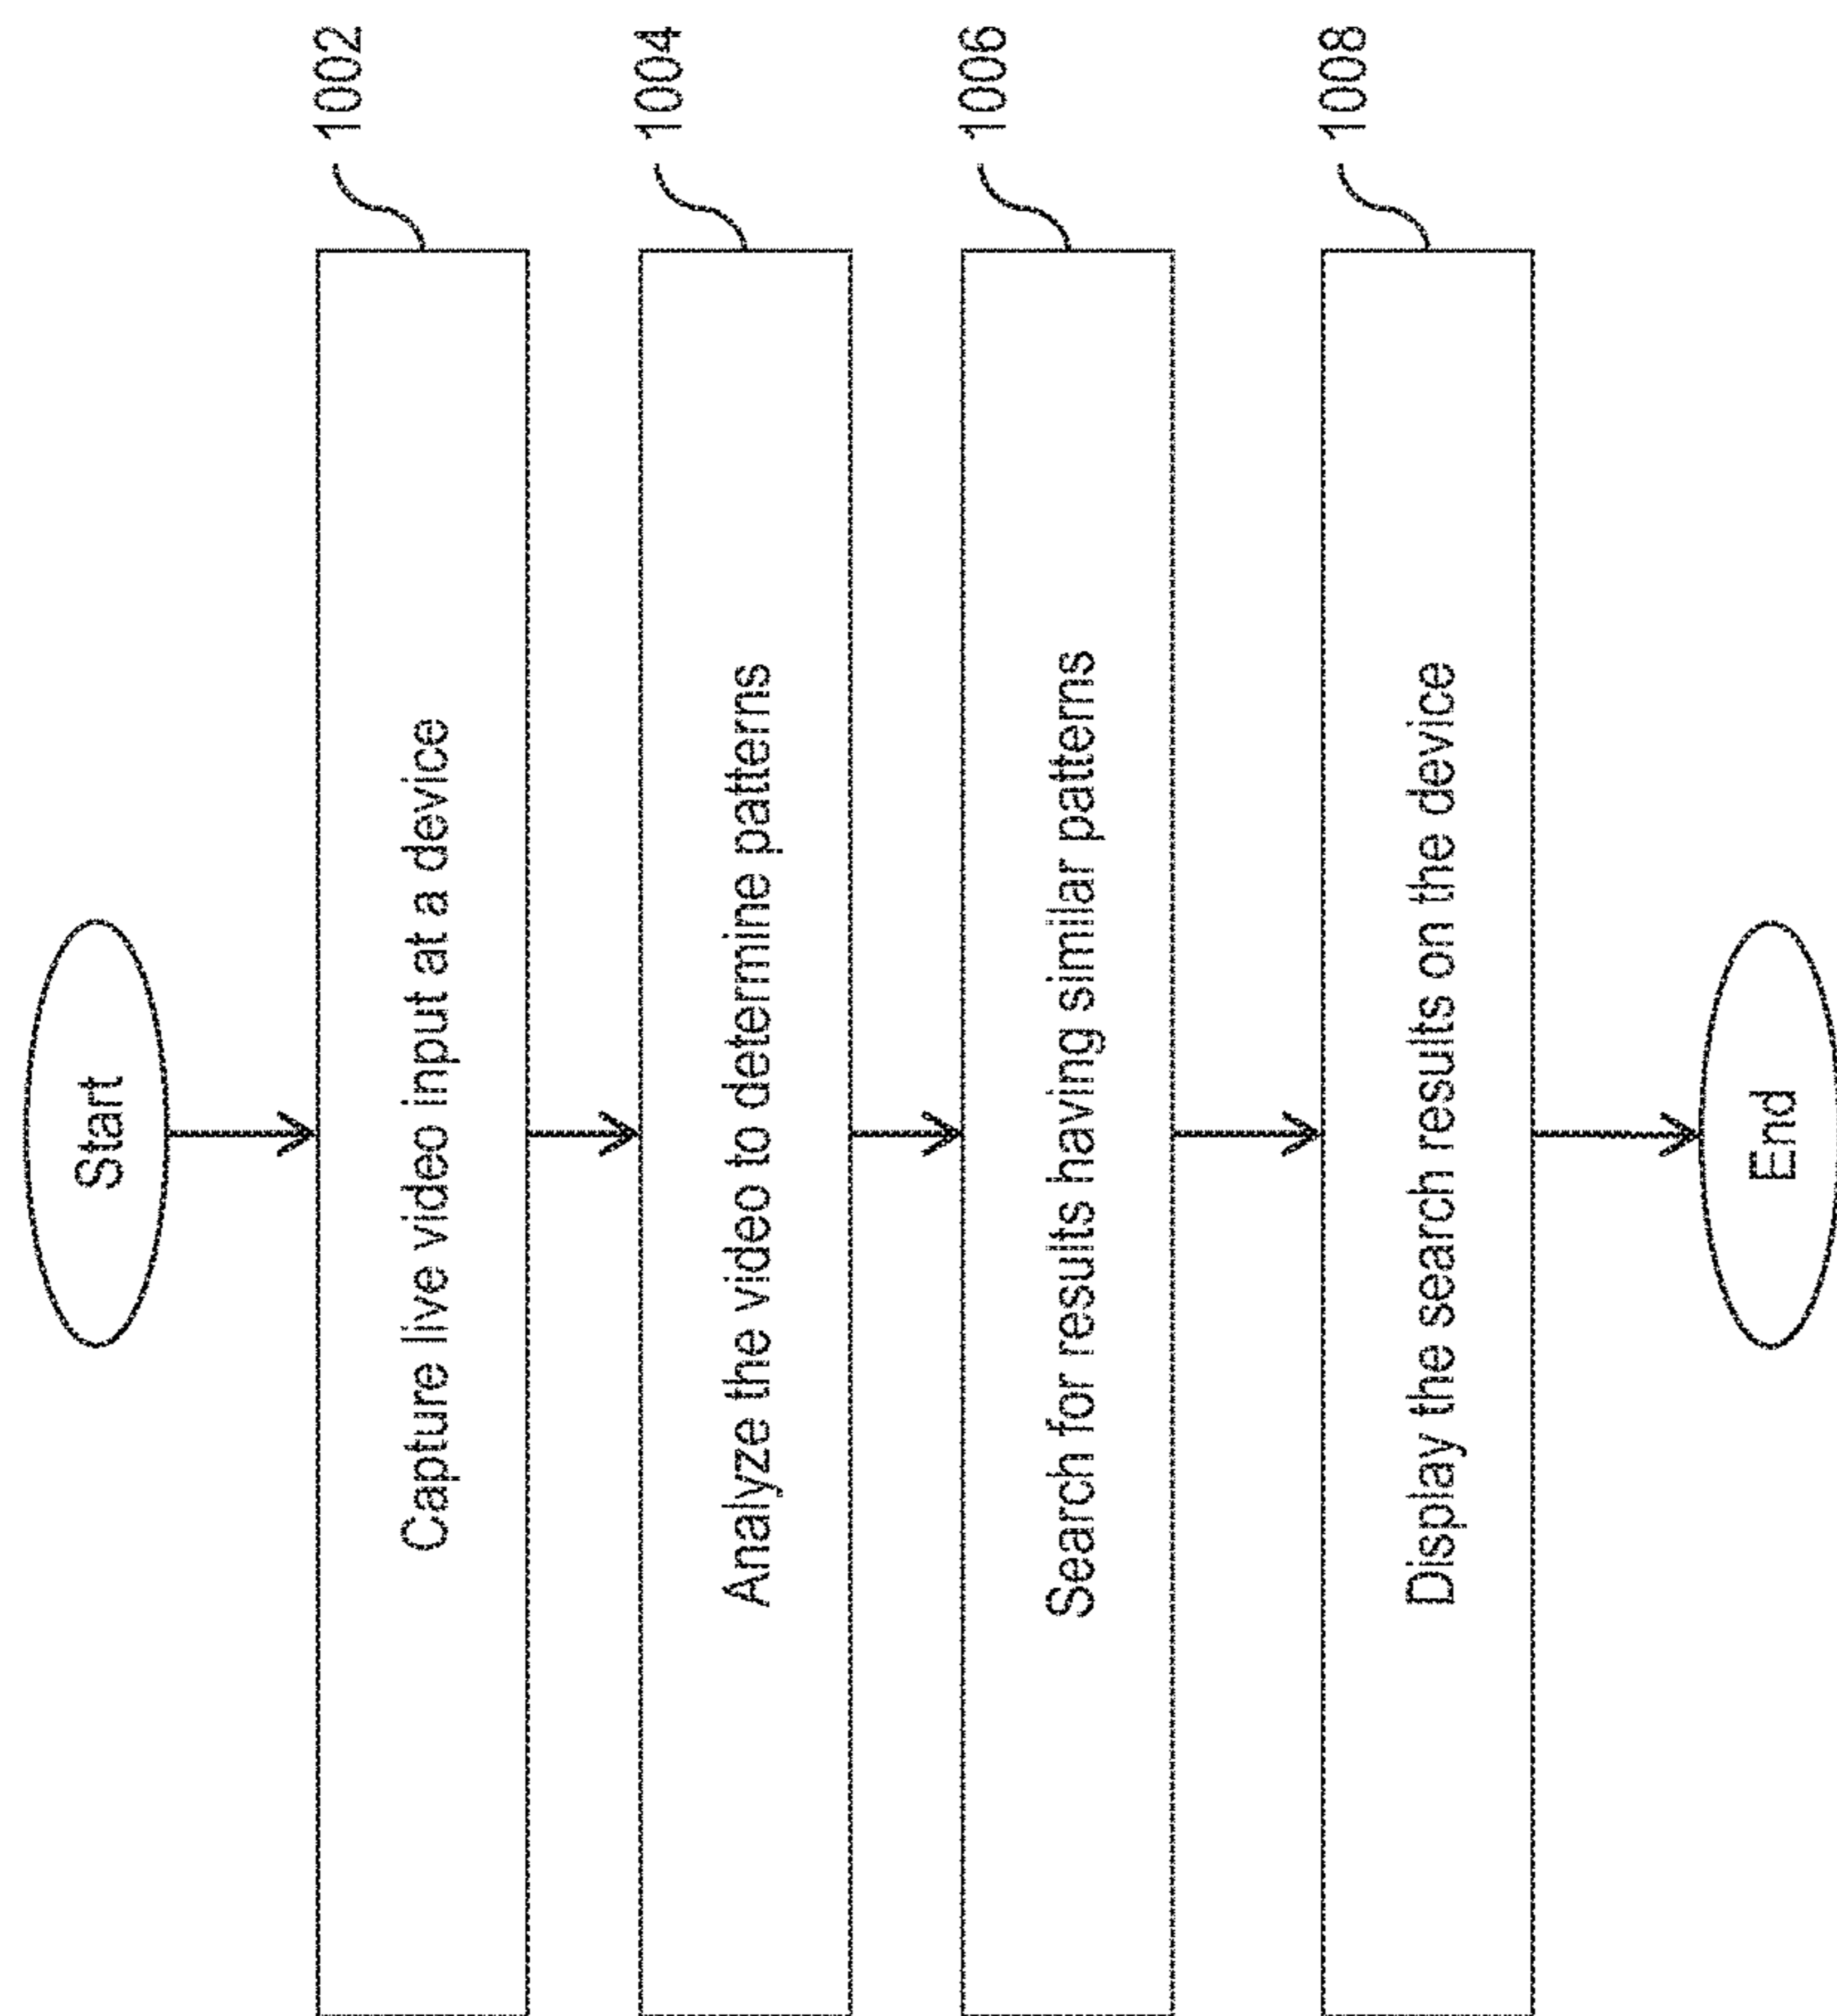 Start
Capture live video input at a device
1002
Analyze the video to determine patterns
1004
Search for results having similar patterns
1006
Display the search results on the device
1008
End